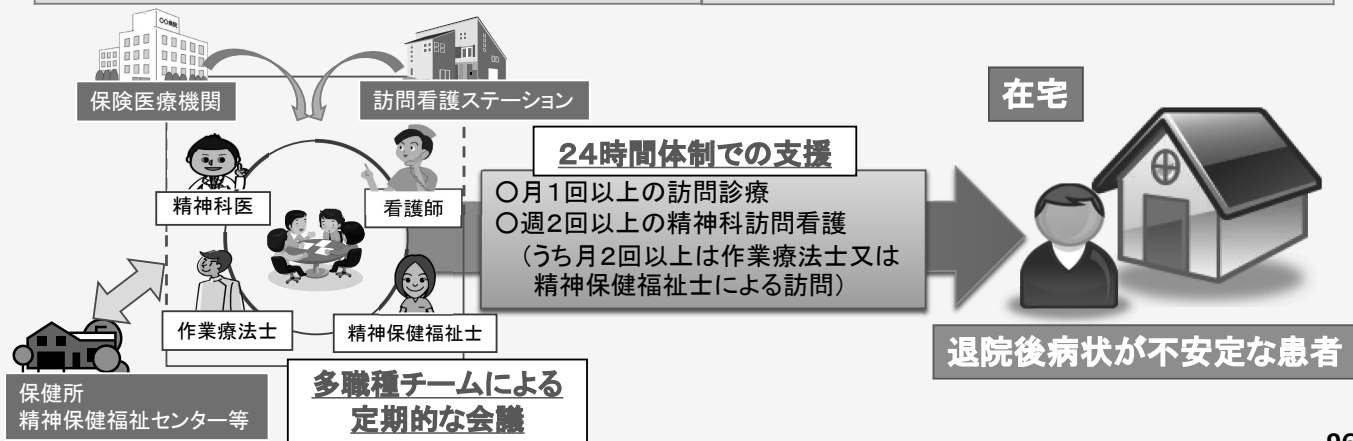 〇〇病院
保険医療機関
訪問看護ステーション
精神科医
看護師
作業療法士
精神保健福祉士
保健所
精神保健福祉センター等
多職種チームによる
定期的な会議
24時間体制での支援
〇月1回以上の訪問診療
〇週2回以上の精神科訪問看護
（うち月2回以上は作業療法士又は
精神保健福祉士による訪問）
在宅
退院後病状が不安定な患者